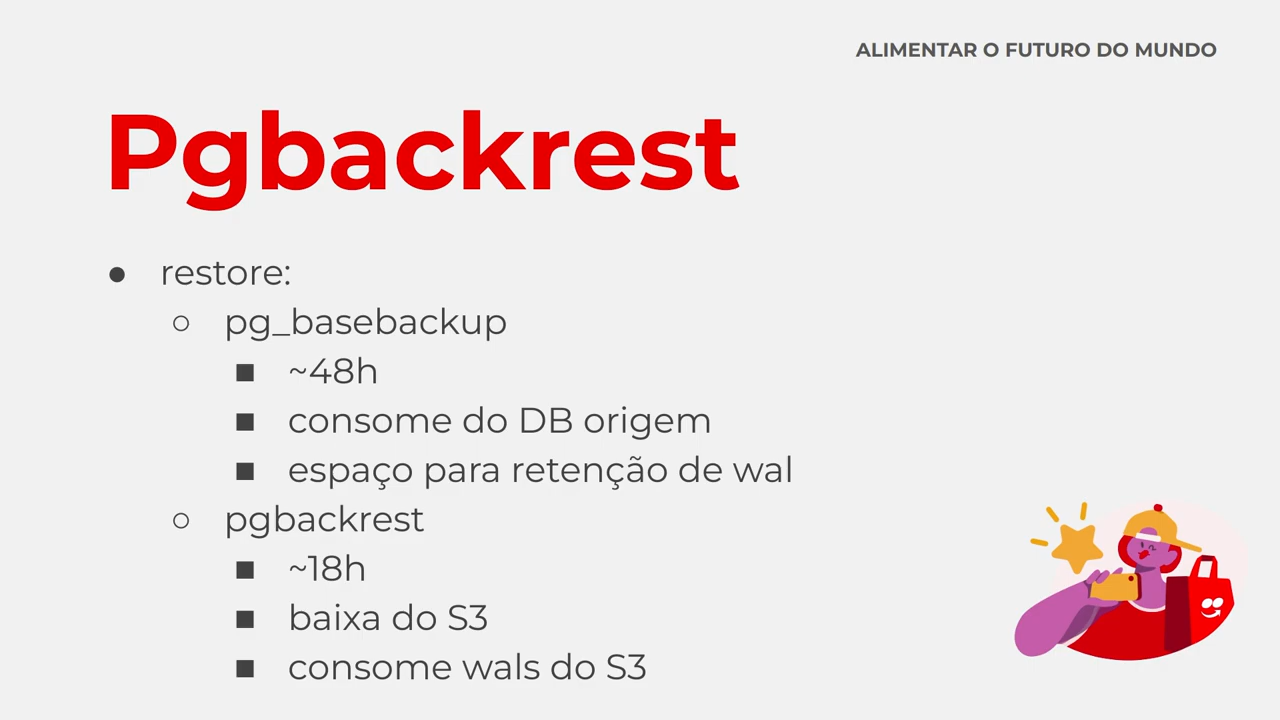 ALIMENTAR O FUTURO DO MUNDO
Pgbackrest
● restore:
○ pg_basebackup
■ ~48h
■ consome do DB origem
■ espaço para retenção de wal
○ pgbackrest
■ ~18h
■ baixa do S3
■ consome wals do S3